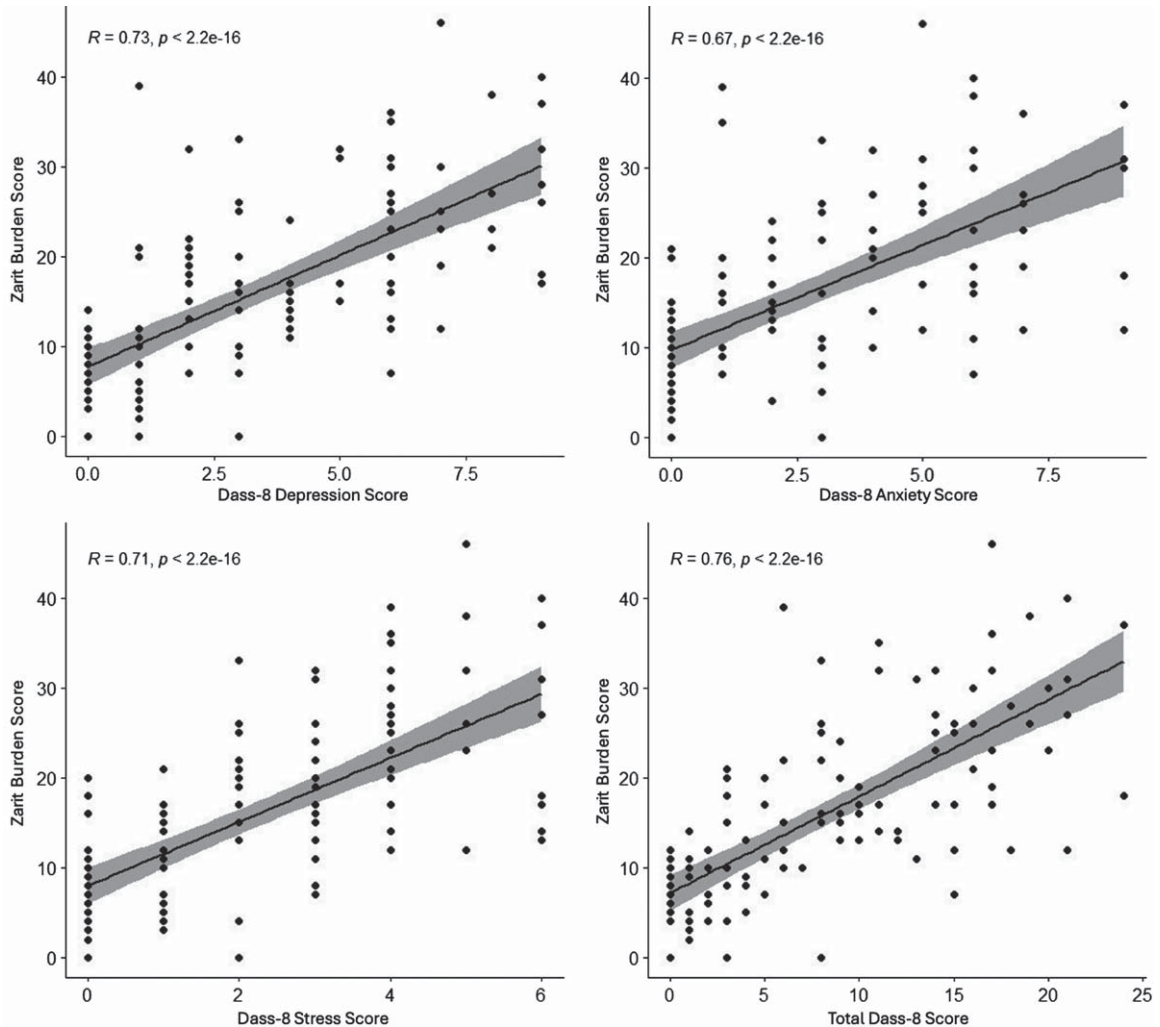 R = 0.73, p < 2.2e-16
40
30
20
10
0
Zarit Burden Score
0.0 2.5 5.0 7.5
Dass-8 Depression Score
R = 0.67, p < 2.2e-16
40
30
20
10
0
Zarit Burden Score
0.0 2.5 5.0 7.5
Dass-8 Anxiety Score
R = 0.71, p < 2.2e-16
40
30
20
10
0
Zarit Burden Score
0 2 4 6
Dass-8 Stress Score
R = 0.76, p < 2.2e-16
40
30
20
10
0
Zarit Burden Score
0 5 10 15 20 25
Total Dass-8 Score